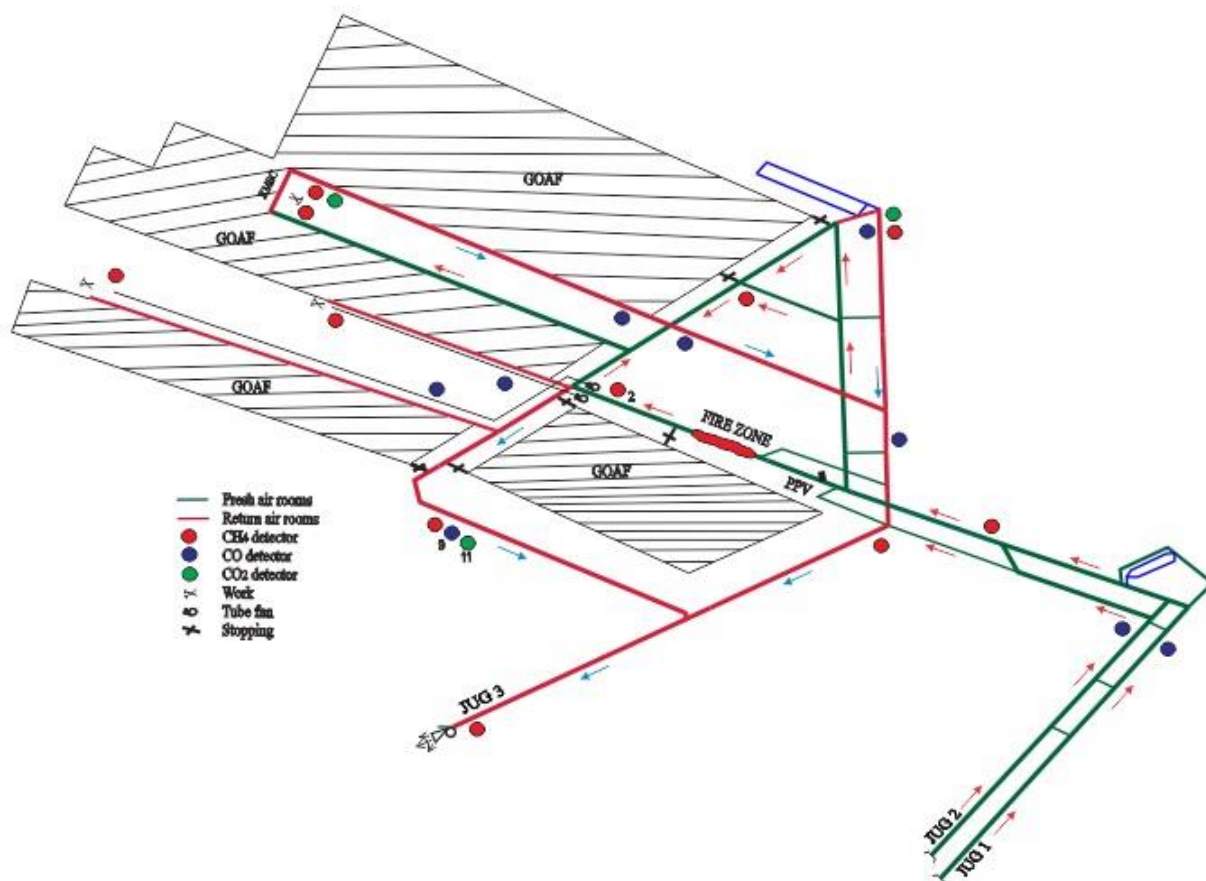 GOAF
GOAF
2
FIRE ZONE
GOAF
GOAF
PPV
Fresh air rooms
Return air rooms
CH4 detector
CO detector
CO2 detector
Work
Tube fan
Stopping
9
11
JUG 3
JUG 2
JUG 1